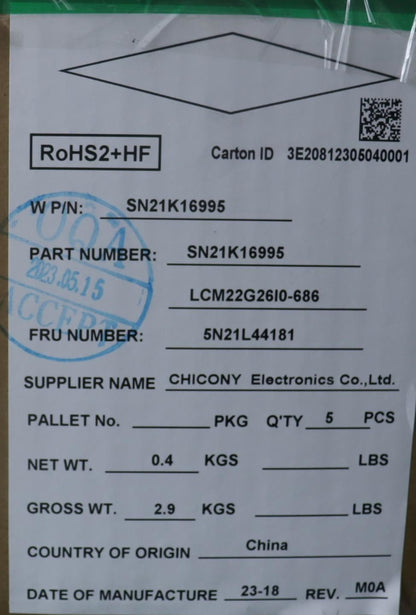 RoHS2+HF
Carton ID 3E20812305040001
W P/N: SN21K16995
OQA
2023.05.15
ACCEPT
PART NUMBER: SN21K16995
LCM22G26I0-686
FRU NUMBER: 5N21L44181
SUPPLIER NAME CHICONY Electronics Co.,Ltd.
PALLET No. PKG Q'TY 5 PCS
NET WT. 0.4 KGS LBS
GROSS WT. 2.9 KGS LBS
COUNTRY OF ORIGIN China
DATE OF MANUFACTURE 23-18 REV. M0A